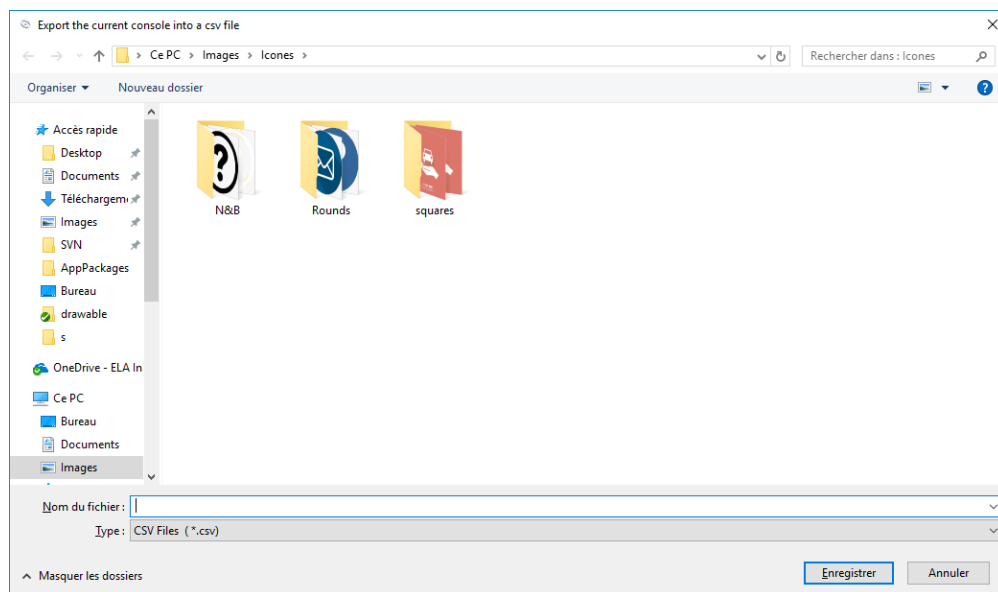 Export the current console into a csv file
Ce PC > Images > Icones >
Rechercher dans : Icones
Organiser
Nouveau dossier
Accès rapide
Desktop
Documents
Téléchargem
Images
SVN
AppPackages
Bureau
drawable
s
OneDrive - ELA In
Ce PC
Bureau
Documents
Images
N&B
Rounds
squares
Nom du fichier :
Type : CSV Files (*.csv)
Masquer les dossiers
Enregistrer
Annuler